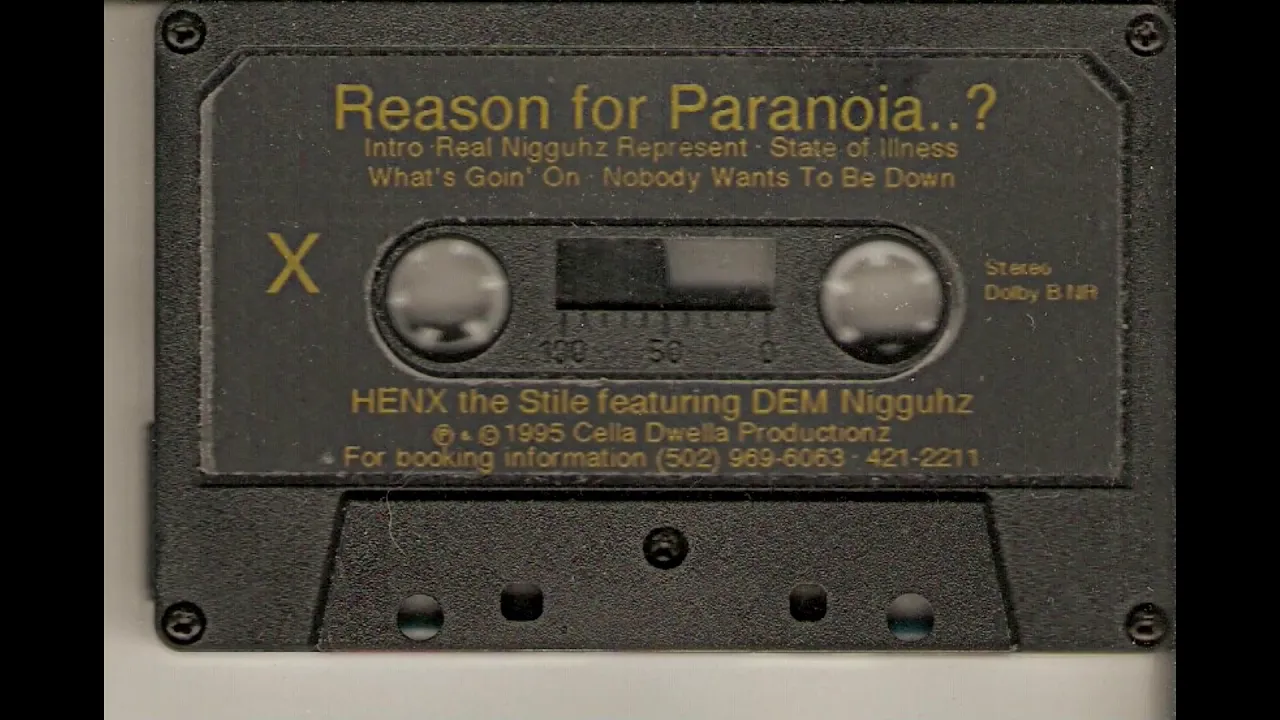 Reason for Paranoia..?
Intro · Real Nigguhz Represent · State of Illness
What's Goin' On · Nobody Wants To Be Down
X
Stereo
Dolby B NR
100 50 0
HENX the Stile featuring DEM Nigguhz
℗ & © 1995 Cella Dwella Productionz
For booking information (502) 969-6063 · 421-2211